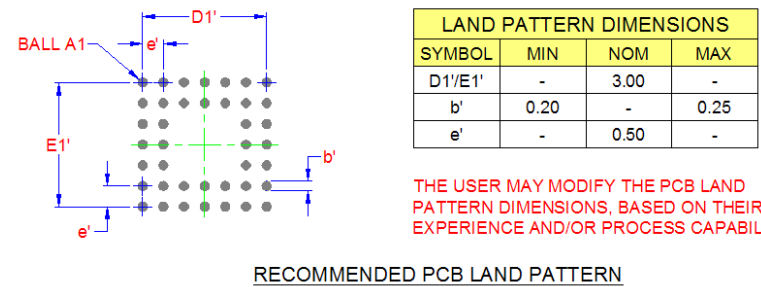 D1'
e'
BALL A1
E1'
b'
e'
LAND PATTERN DIMENSIONS
SYMBOL MIN NOM MAX
D1'/E1' - 3.00 -
b' 0.20 - 0.25
e' - 0.50 -
THE USER MAY MODIFY THE PCB LAND
PATTERN DIMENSIONS, BASED ON THEIR
EXPERIENCE AND/OR PROCESS CAPABIL
RECOMMENDED PCB LAND PATTERN